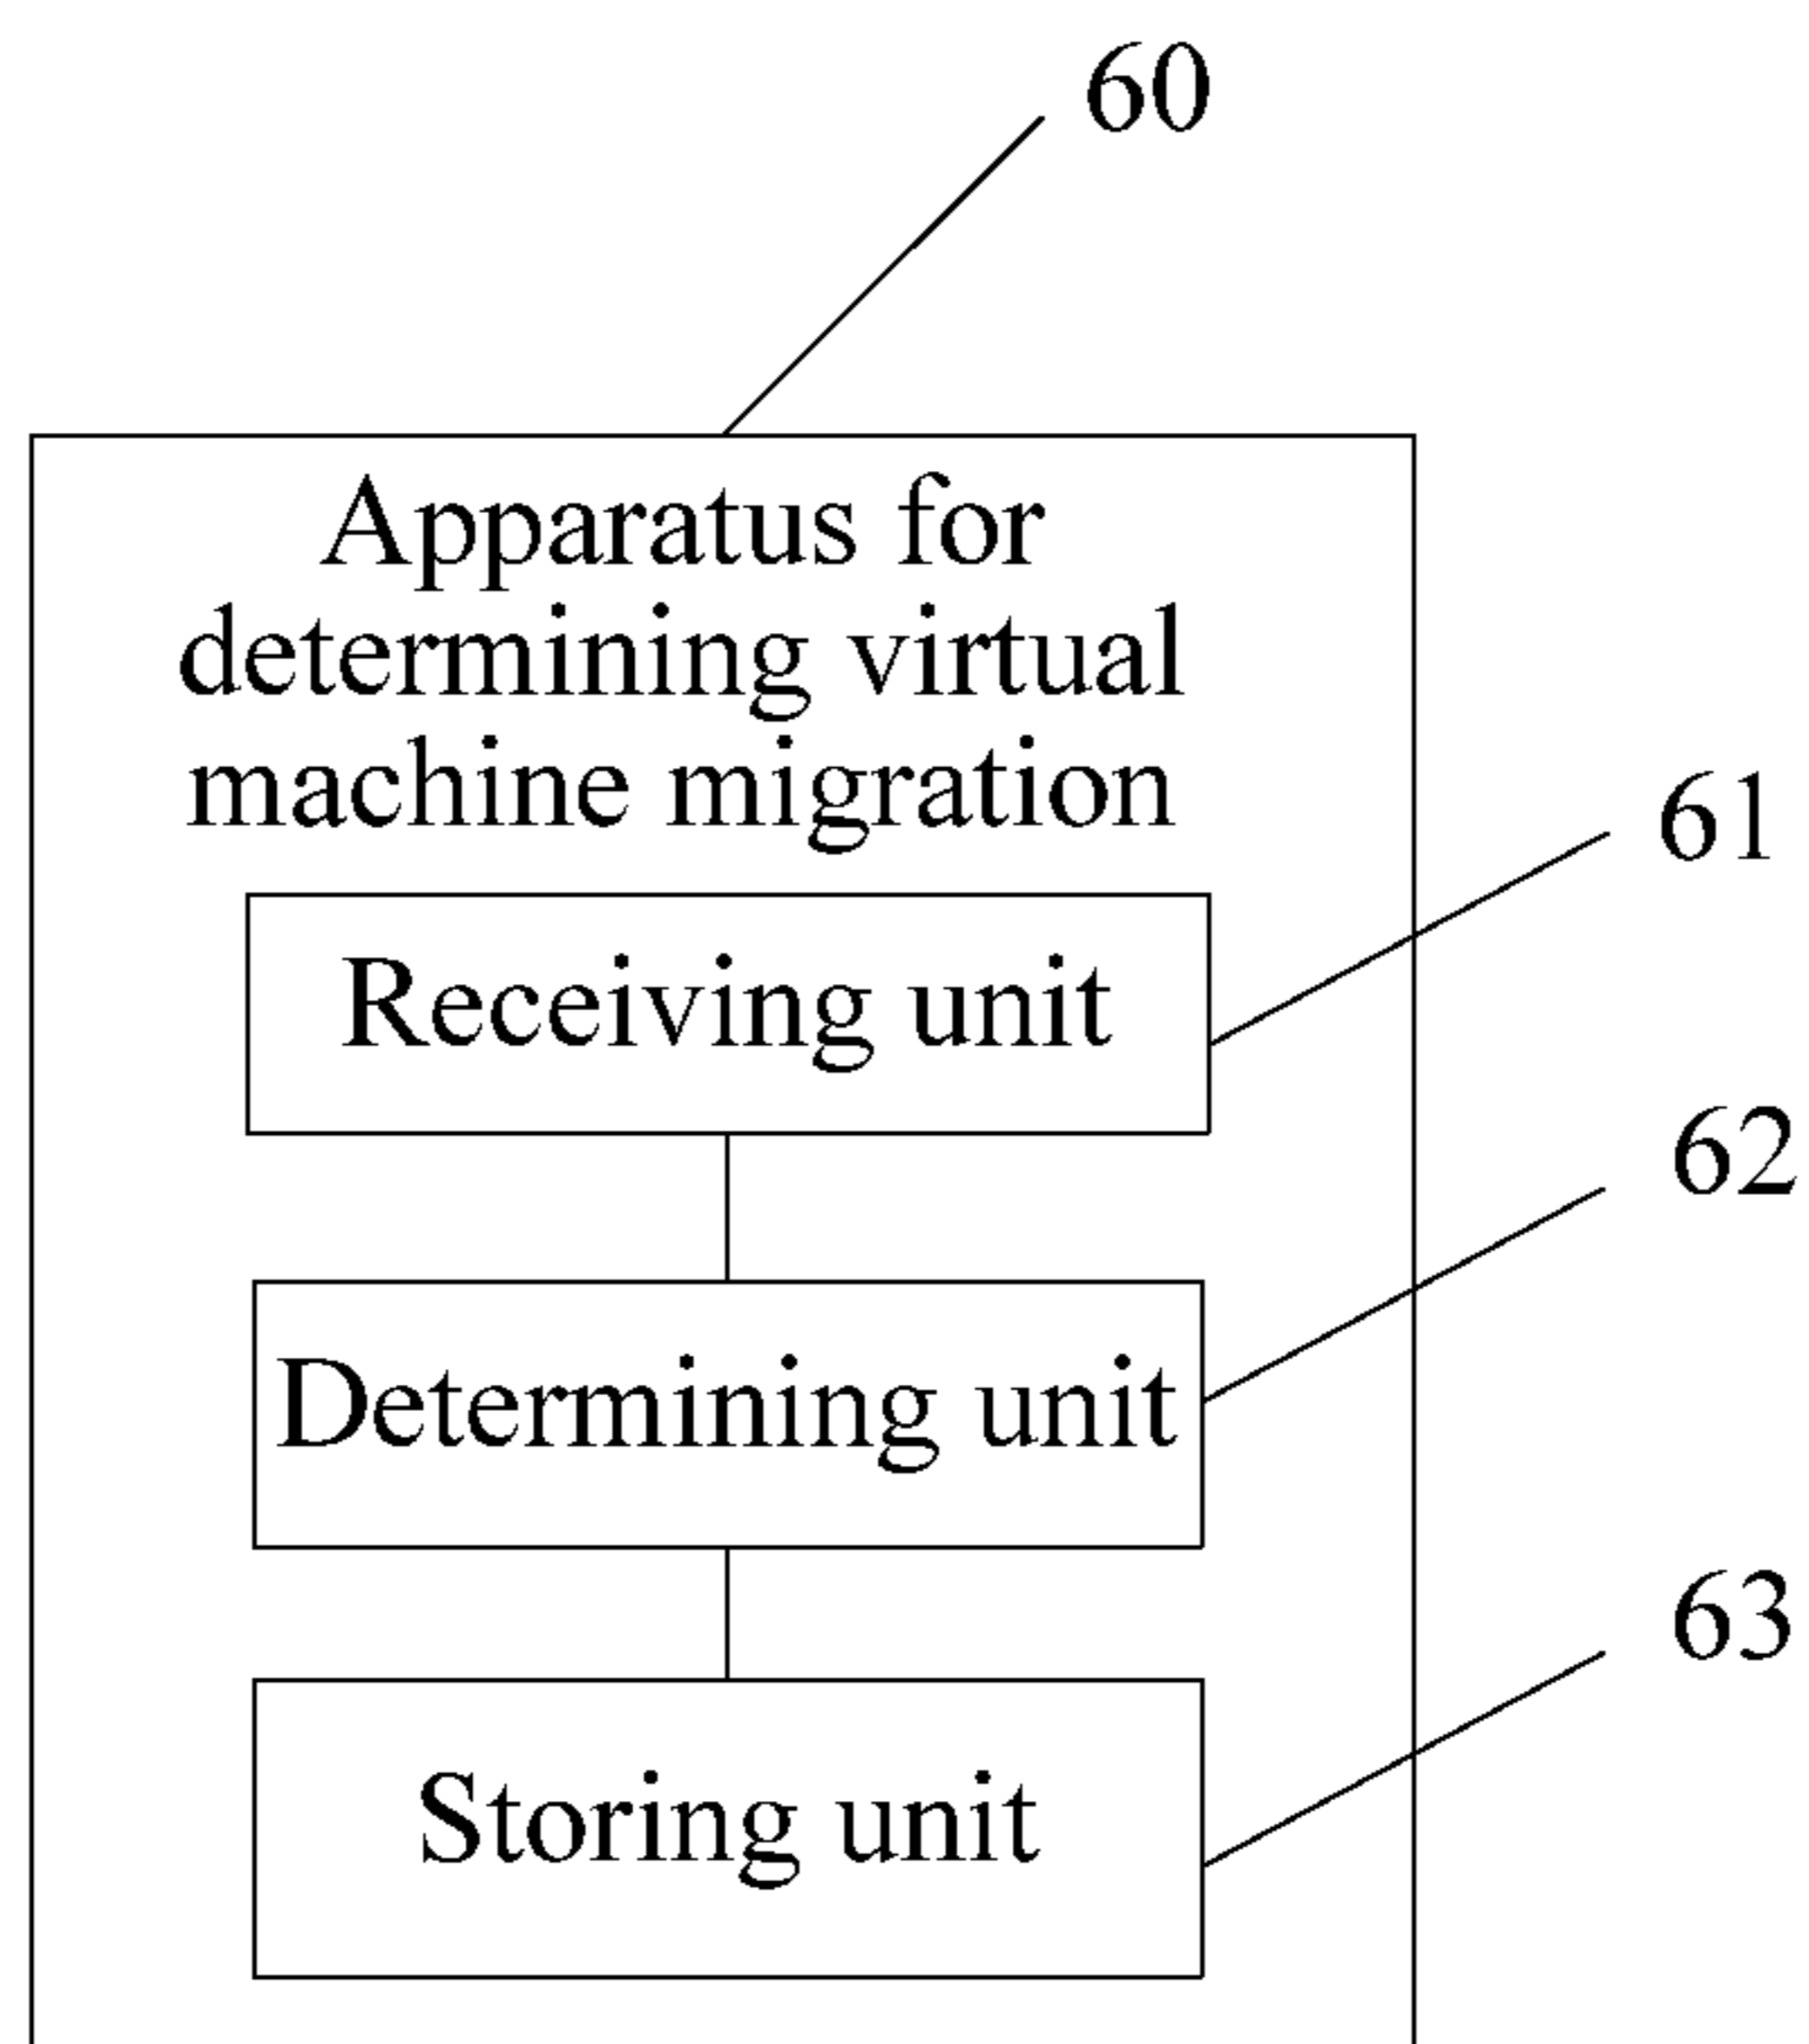 60
Apparatus for
determining virtual
machine migration
61
Receiving unit
62
Determining unit
63
Storing unit